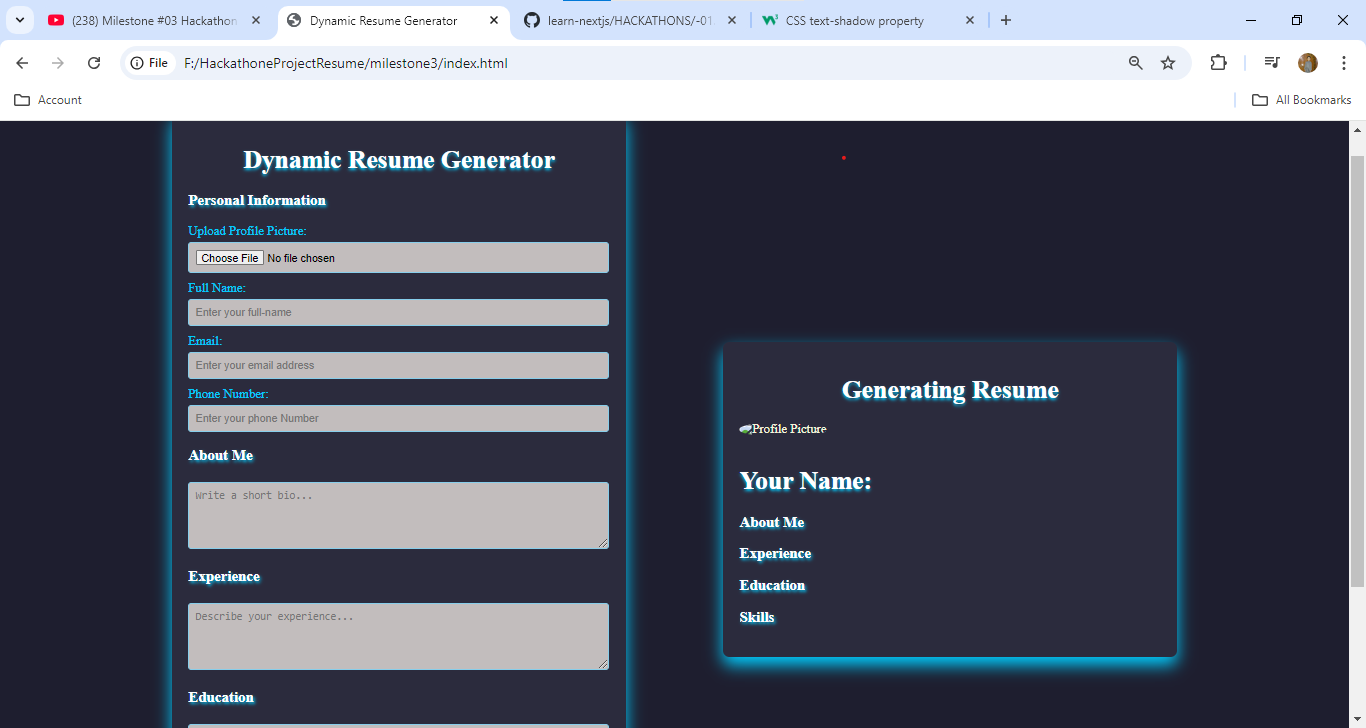 (238) Milestone #03 Hackathon
Dynamic Resume Generator
learn-nextjs/HACKATHONS/-01
CSS text-shadow property
File
F:/HackathoneProjectResume/milestone3/index.html
Account
All Bookmarks
Dynamic Resume Generator
Personal Information
Upload Profile Picture:
Choose File No file chosen
Full Name:
Enter your full-name
Email:
Enter your email address
Phone Number:
Enter your phone Number
About Me
Write a short bio...
Experience
Describe your experience...
Education
Generating Resume
Profile Picture
Your Name:
About Me
Experience
Education
Skills